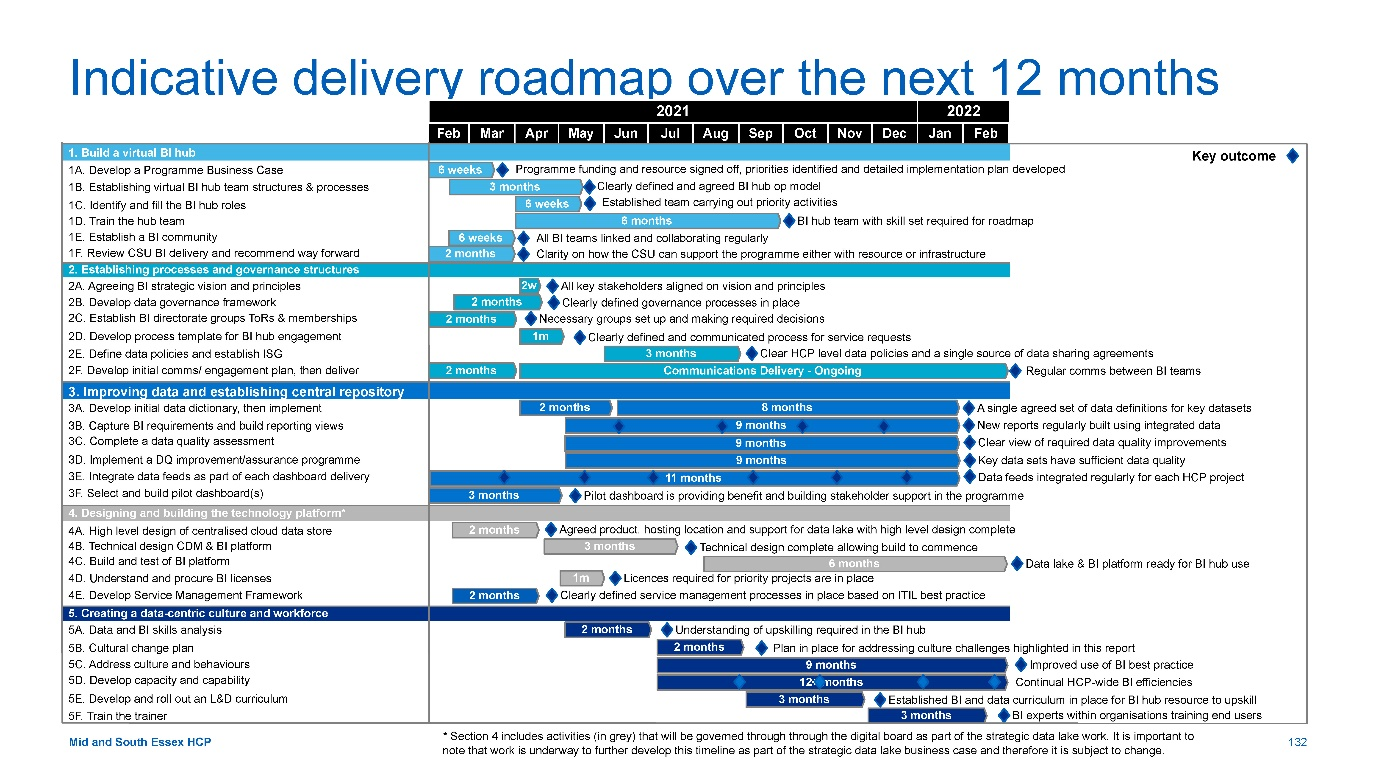 Indicative delivery roadmap over the next 12 months
2021 2022
Feb Mar Apr May Jun Jul Aug Sep Oct Nov Dec Jan Feb
Key outcome
1. Build a virtual BI hub
1A. Develop a Programme Business Case 6 weeks Programme funding and resource signed off, priorities identified and detailed implementation plan developed
1B. Establishing virtual BI hub team structures & processes 3 months Clearly defined and agreed BI hub op model
1C. Identify and fill the BI hub roles 6 weeks Established team carrying out priority activities
1D. Train the hub team 6 months BI hub team with skill set required for roadmap
1E. Establish a BI community 6 weeks All BI teams linked and collaborating regularly
1F. Review CSU BI delivery and recommend way forward 2 months Clarity on how the CSU can support the programme either with resource or infrastructure
2. Establishing processes and governance structures
2A. Agreeing BI strategic vision and principles 2w All key stakeholders aligned on vision and principles
2B. Develop data governance framework 2 months Clearly defined governance processes in place
2C. Establish BI directorate groups ToRs & memberships 2 months Necessary groups set up and making required decisions
2D. Develop process template for BI hub engagement 1m Clearly defined and communicated process for service requests
2E. Define data policies and establish ISG 3 months Clear HCP level data policies and a single source of data sharing agreements
2F. Develop initial comms/ engagement plan, then deliver 2 months Communications Delivery - Ongoing Regular comms between BI teams
3. Improving data and establishing central repository
3A. Develop initial data dictionary, then implement 2 months 8 months A single agreed set of data definitions for key datasets
3B. Capture BI requirements and build reporting views 9 months New reports regularly built using integrated data
3C. Complete a data quality assessment 9 months Clear view of required data quality improvements
3D. Implement a DQ improvement/assurance programme 9 months Key data sets have sufficient data quality
3E. Integrate data feeds as part of each dashboard delivery 11 months Data feeds integrated regularly for each HCP project
3F. Select and build pilot dashboard(s) 3 months Pilot dashboard is providing benefit and building stakeholder support in the programme
4. Designing and building the technology platform*
4A. High level design of centralised cloud data store 2 months Agreed product, hosting location and support for data lake with high level design complete
4B. Technical design CDM & BI platform 3 months Technical design complete allowing build to commence
4C. Build and test of BI platform 6 months Data lake & BI platform ready for BI hub use
4D. Understand and procure BI licenses 1m Licences required for priority projects are in place
4E. Develop Service Management Framework 2 months Clearly defined service management processes in place based on ITIL best practice
5. Creating a data-centric culture and workforce
5A. Data and BI skills analysis 2 months Understanding of upskilling required in the BI hub
5B. Cultural change plan 2 months Plan in place for addressing culture challenges highlighted in this report
5C. Address culture and behaviours 9 months Improved use of BI best practice
5D. Develop capacity and capability 12+ months Continual HCP-wide BI efficiencies
5E. Develop and roll out an L&D curriculum 3 months Established BI and data curriculum in place for BI hub resource to upskill
5F. Train the trainer 3 months BI experts within organisations training end users
Mid and South Essex HCP
* Section 4 includes activities (in grey) that will be governed through through the digital board as part of the strategic data lake work. It is important to
note that work is underway to further develop this timeline as part of the strategic data lake business case and therefore it is subject to change.
132